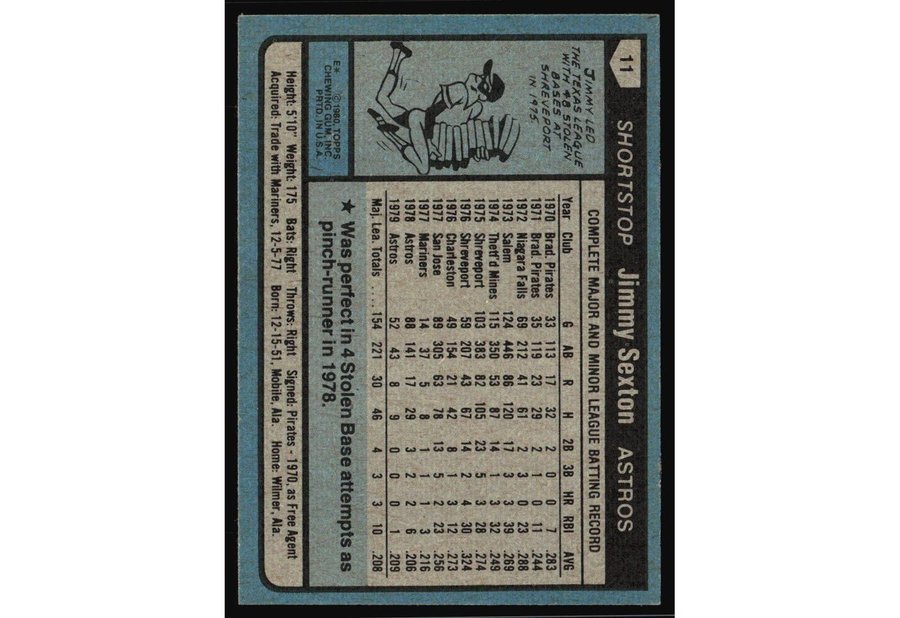 11
SHORTSTOP Jimmy Sexton ASTROS
JIMMY LED
THE TEXAS LEAGUE
WITH 48 STOLEN
BASES AT
SHREVEPORT
IN 1975.
E* © 1980, TOPPS
CHEWING GUM, INC.
PRTD. IN U.S.A.
COMPLETE MAJOR AND MINOR LEAGUE BATTING RECORD
Year Club G AB R H 2B 3B HR RBI AVG
1970 Brad. Pirates 33 113 17 32 2 0 0 7 .283
1971 Brad. Pirates 35 119 23 29 2 1 0 11 .244
1972 Niagara Falls 69 212 41 61 2 3 0 23 .288
1973 Salem 124 446 86 120 17 3 3 39 .269
1974 Thetf'd Mines 115 350 53 87 14 1 3 32 .249
1975 Shreveport 103 383 82 105 23 5 3 28 .274
1976 Shreveport 59 207 43 67 14 2 4 30 .324
1976 Charleston 49 154 21 42 8 1 3 12 .273
1977 San Jose 89 305 63 78 13 5 2 23 .256
1977 Mariners 14 37 5 8 1 1 1 3 .216
1978 Astros 88 141 17 29 3 2 2 6 .206
1979 Astros 52 43 8 9 0 0 0 1 .209
Maj. Lea. Totals ..... 154 221 30 46 4 3 3 10 .208
★ Was perfect in 4 Stolen Base attempts as
pinch-runner in 1978.
Height: 5'10" Weight: 175 Bats: Right Throws: Right Signed: Pirates - 1970, as Free Agent
Acquired: Trade with Mariners, 12-5-77 Born: 12-15-51, Mobile, Ala. Home: Wilmer, Ala.